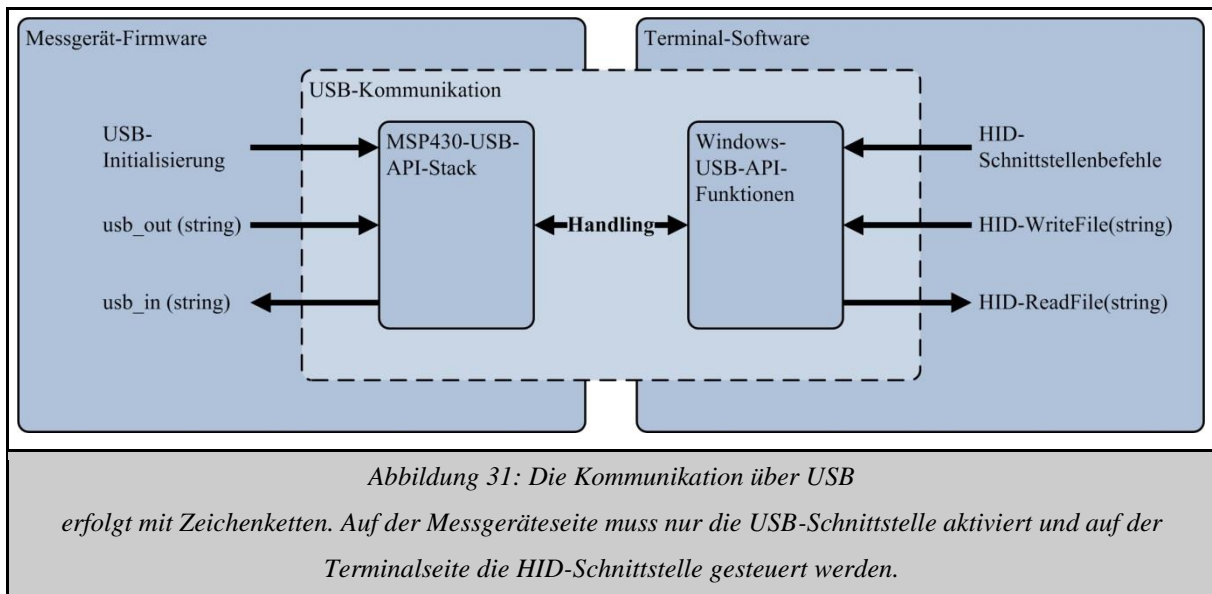 Messgerät-Firmware
Terminal-Software
USB-Kommunikation
USB-
Initialisierung
MSP430-USB-
API-Stack
Windows-
USB-API-
Funktionen
HID-
Schnittstellenbefehle
usb_out (string)
Handling
HID-WriteFile(string)
usb_in (string)
HID-ReadFile(string)
Abbildung 31: Die Kommunikation über USB
erfolgt mit Zeichenketten. Auf der Messgeräteseite muss nur die USB-Schnittstelle aktiviert und auf der
Terminalseite die HID-Schnittstelle gesteuert werden.